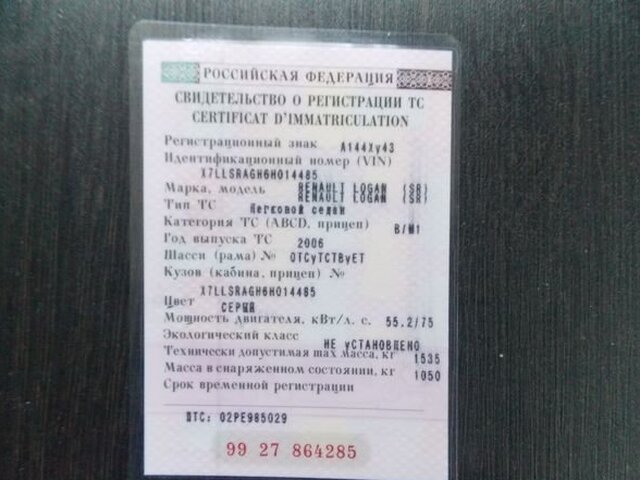 РОССИЙСКАЯ ФЕДЕРАЦИЯ
СВИДЕТЕЛЬСТВО О РЕГИСТРАЦИИ ТС
CERTIFICAT D'IMMATRICULATION
Регистрационный знак А144Ху43
Идентификационный номер (VIN)
X7LLSRAGH6H014485
Марка, модель RENAULT LOGAN (SR)
RENAULT LOGAN (SR)
Тип ТС Легковой седан
Категория ТС (ABCD, прицеп) B/M1
Год выпуска ТС 2006
Шасси (рама) № ОТСуТСТВуЕТ
Кузов (кабина, прицеп) №
X7LLSRAGH6H014485
Цвет СЕРЫЙ
Мощность двигателя, кВт/л. с. 55.2/75
Экологический класс
НЕ уСТАНОВЛЕНО
Технически допустимая max масса, кг 1535
Масса в снаряженном состоянии, кг 1050
Срок временной регистрации
ПТС: 02РЕ985029
99 27 864285